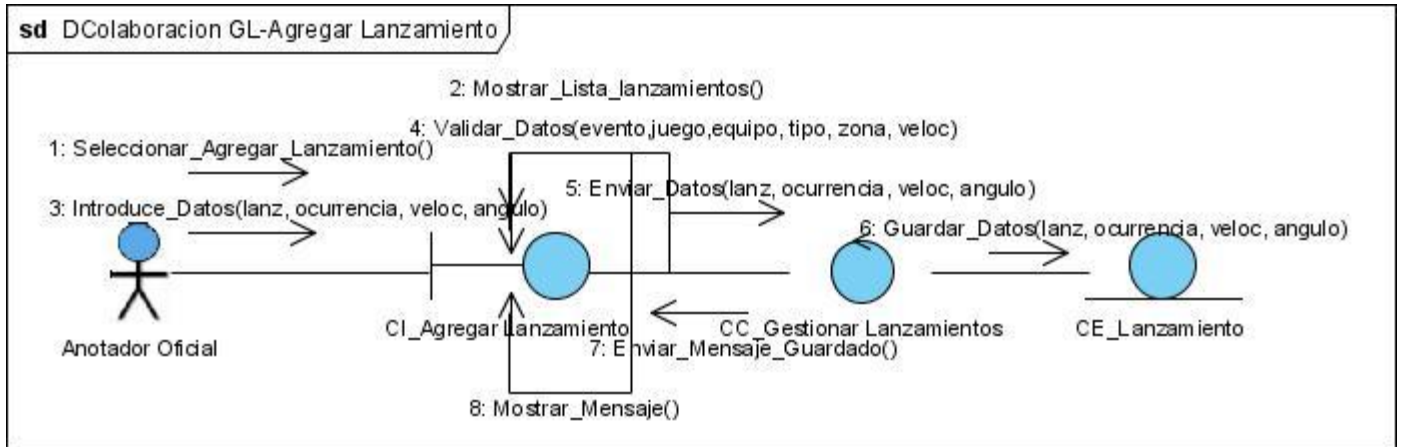 sd DColaboracion GL-Agregar Lanzamiento
2: Mostrar_Lista_lanzamientos()
4: Validar_Datos(evento,juego,equipo, tipo, zona, veloc)
1: Seleccionar_Agregar_Lanzamiento()
5: Enviar_Datos(lanz, ocurrencia, veloc, angulo)
3: Introduce_Datos(lanz, ocurrencia, veloc, angulo)
6: Guardar_Datos(lanz, ocurrencia, veloc, angulo)
CI_Agregar Lanzamiento
CC_Gestionar Lanzamientos
CE_Lanzamiento
Anotador Oficial
7: Enviar_Mensaje_Guardado()
8: Mostrar_Mensaje()